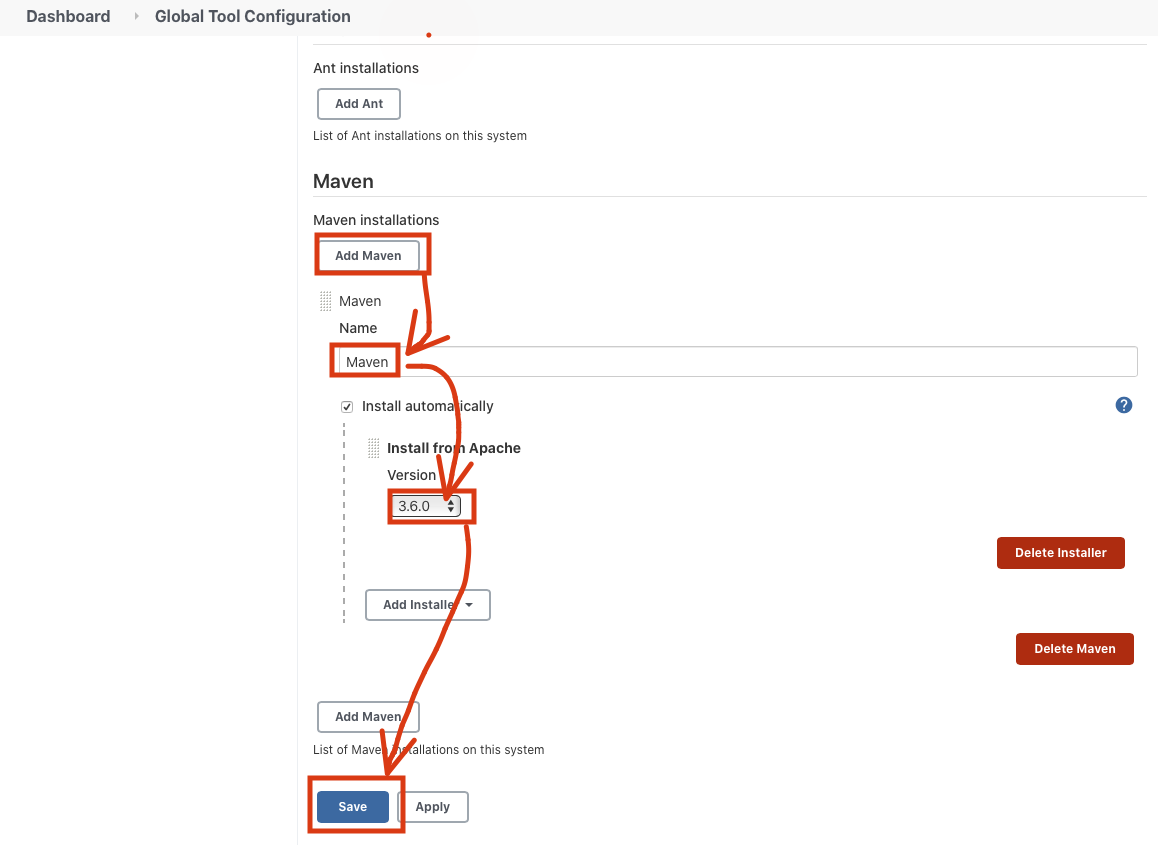 Dashboard Global Tool Configuration
Ant installations
Add Ant
List of Ant installations on this system
Maven
Maven installations
Add Maven
Maven
Name
Maven
Install automatically
?
Install from Apache
Version
3.6.0
Delete Installer
Add Installer
Delete Maven
Add Maven
List of Maven installations on this system
Save Apply